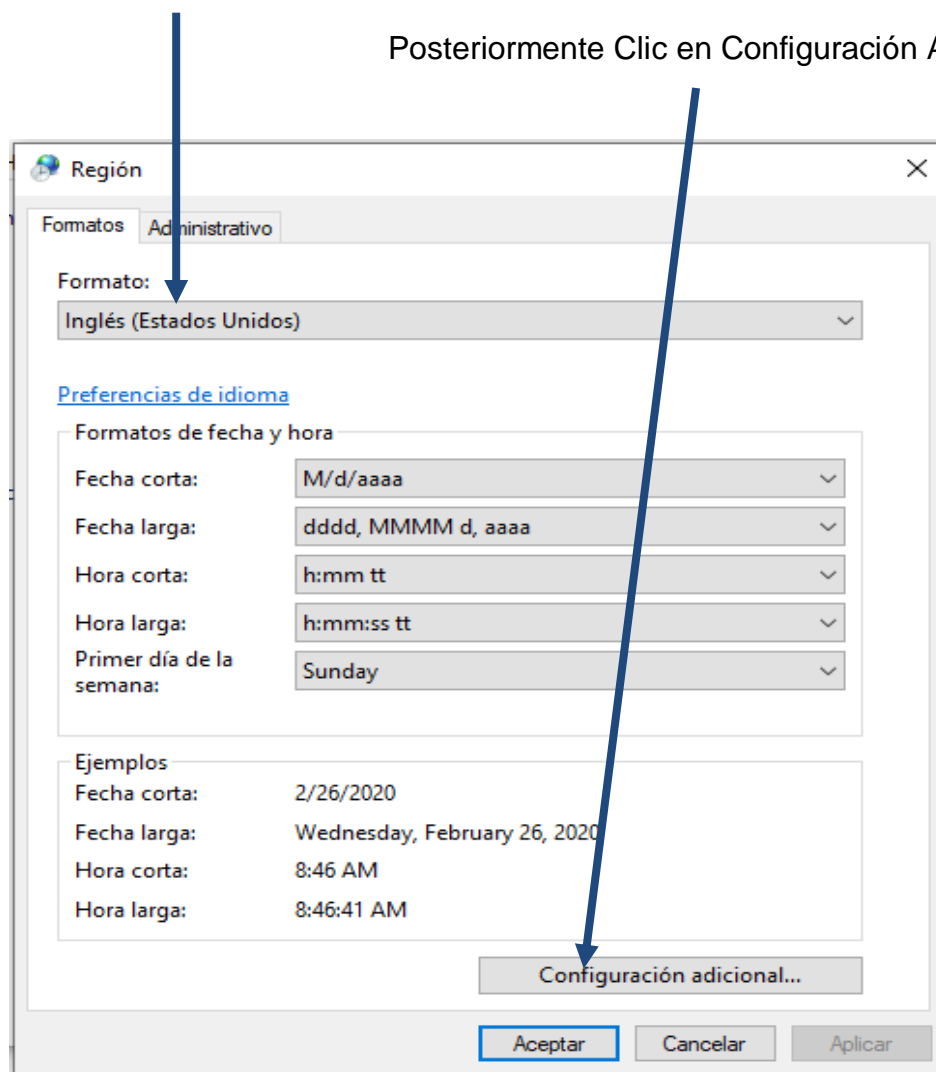 Posteriormente Clic en Configuración A
Región
Formatos Administrativo
Formato:
Inglés (Estados Unidos)
Preferencias de idioma
Formatos de fecha y hora
Fecha corta: M/d/aaaa
Fecha larga: dddd, MMMM d, aaaa
Hora corta: h:mm tt
Hora larga: h:mm:ss tt
Primer día de la
semana: Sunday
Ejemplos
Fecha corta: 2/26/2020
Fecha larga: Wednesday, February 26, 2020
Hora corta: 8:46 AM
Hora larga: 8:46:41 AM
Configuración adicional...
Aceptar Cancelar Aplicar